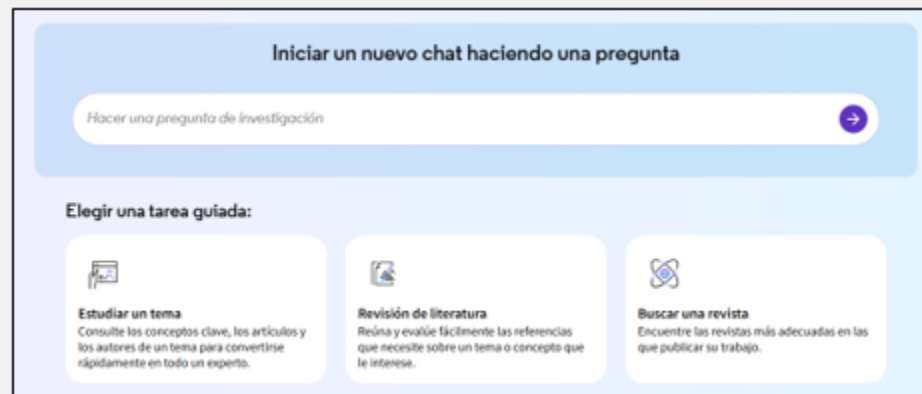 Iniciar un nuevo chat haciendo una pregunta
Hacer una pregunta de investigación
Elegir una tarea guiada:
Estudiar un tema
Consulte los conceptos clave, los artículos y
los autores de un tema para convertirse
rápidamente en todo un experto.
Revisión de literatura
Reúna y evalúe fácilmente las referencias
que necesite sobre un tema o concepto que
le interese.
Buscar una revista
Encuentre las revistas más adecuadas en las
que publicar su trabajo.